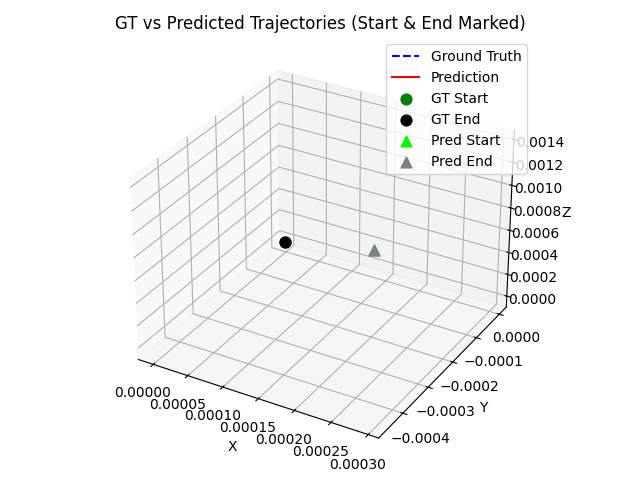 GT vs Predicted Trajectories (Start & End Marked)
Ground Truth
Prediction
GT Start
GT End
Pred Start
Pred End
0.0014
0.0012
0.0010
0.0008
Z
0.0006
0.0004
0.0002
0.0000
0.0000
−0.0001
−0.0002
−0.0003
−0.0004
Y
0.00000
0.00005
0.00010
0.00015
0.00020
0.00025
0.00030
X